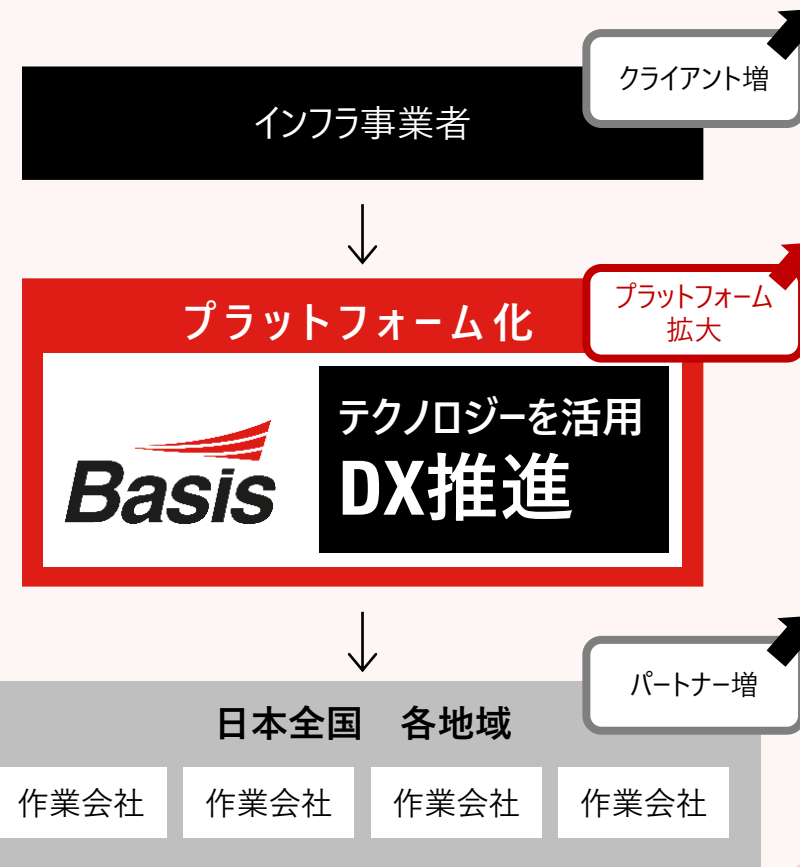 クライアント増
インフラ事業者
プラットフォーム化
プラットフォーム
拡大
Basis
テクノロジーを活用
DX推進
パートナー増
日本全国　各地域
作業会社
作業会社
作業会社
作業会社